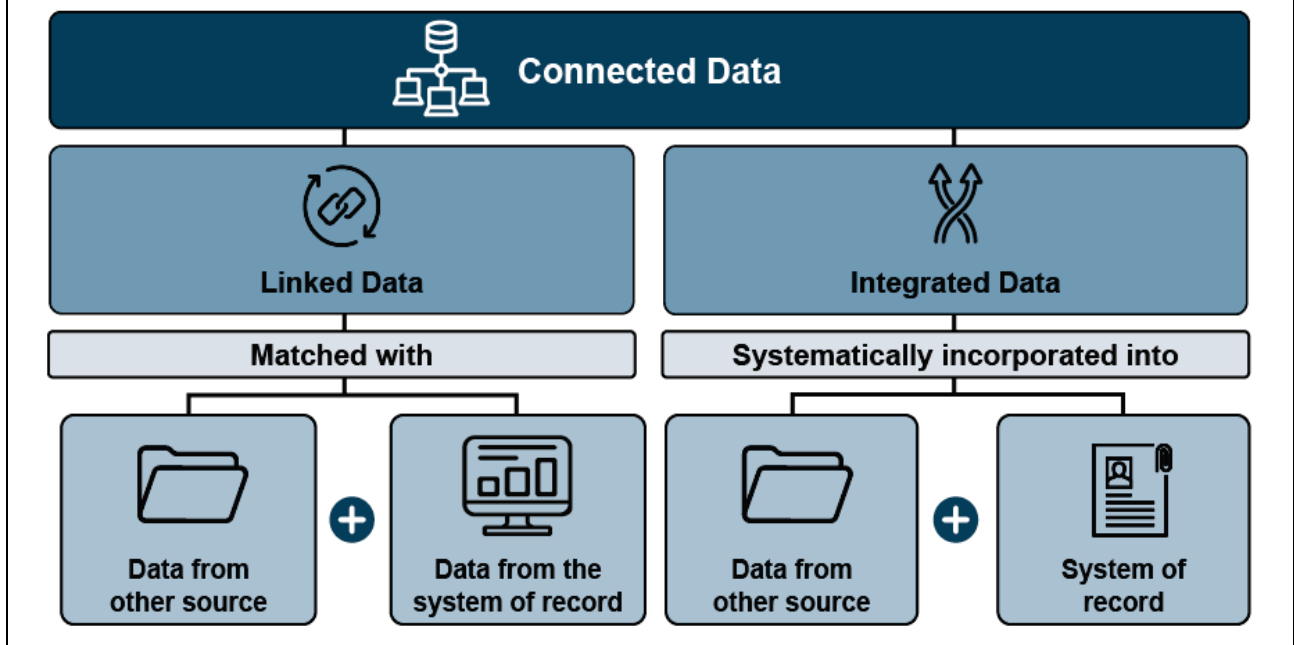 Connected Data
Linked Data
Integrated Data
Matched with
Systematically incorporated into
Data from
other source
Data from the
system of record
Data from
other source
System of
record